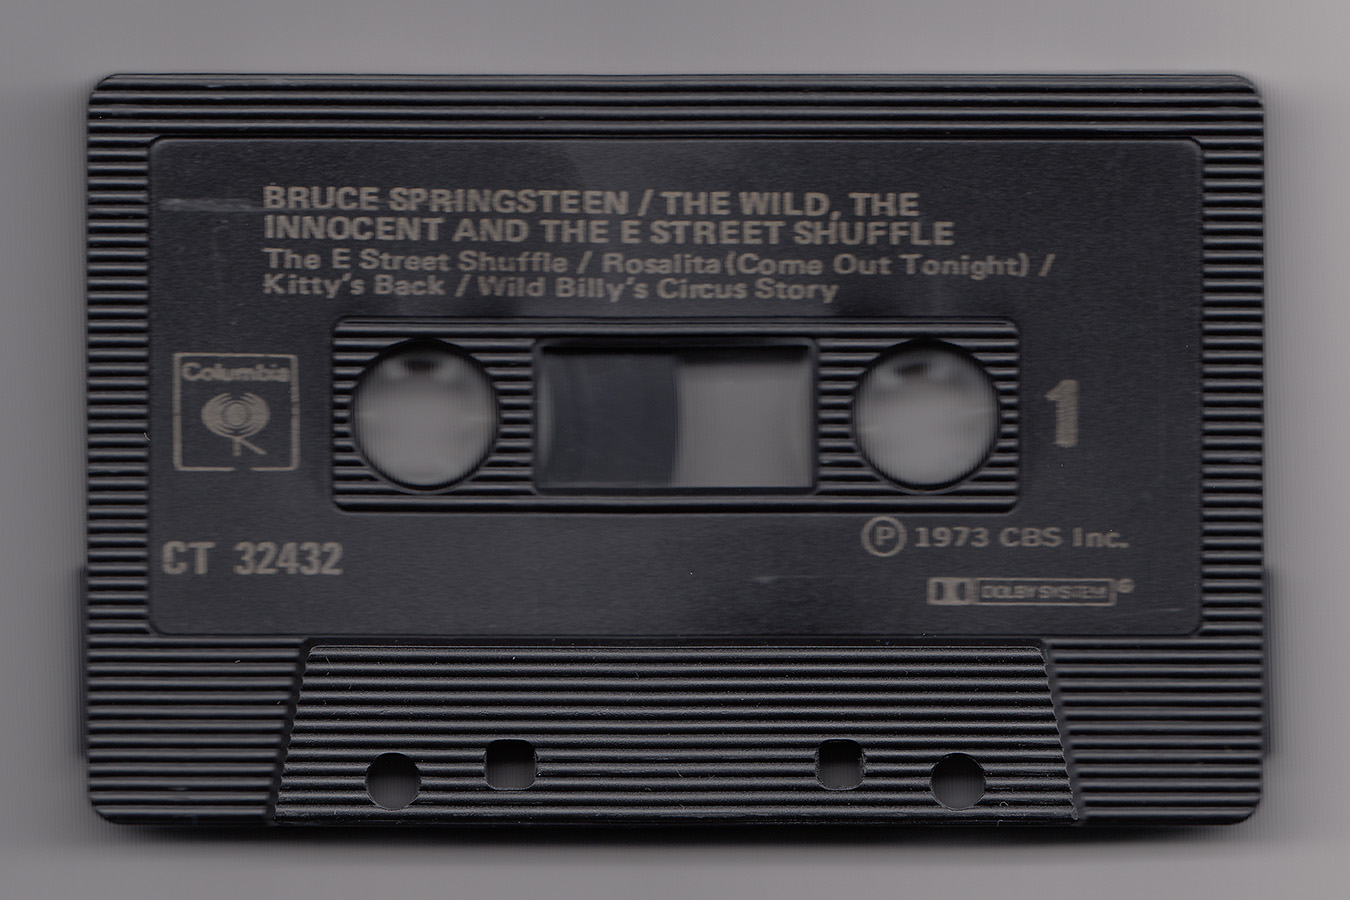 BRUCE SPRINGSTEEN / THE WILD, THE
INNOCENT AND THE E STREET SHUFFLE
The E Street Shuffle / Rosalita (Come Out Tonight) /
Kitty's Back / Wild Billy's Circus Story
Columbia
1
CT 32432
Ⓟ 1973 CBS Inc.
DOLBY SYSTEM ®